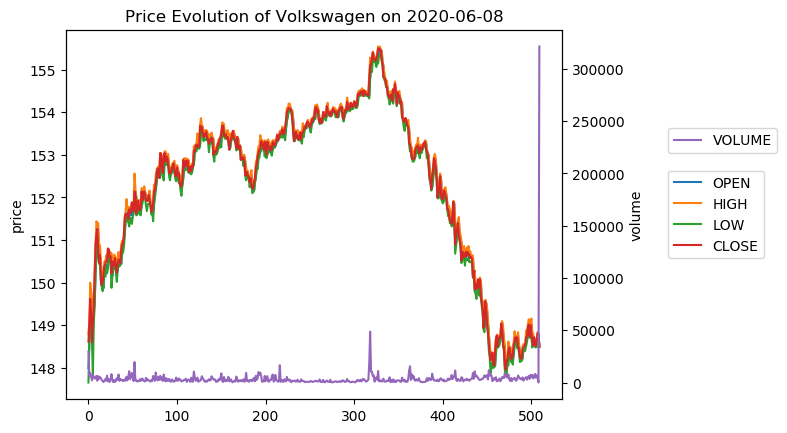 Price Evolution of Volkswagen on 2020-06-08
155
154
153
152
151
150
149
148
price
300000
250000
200000
150000
100000
50000
0
volume
0
100
200
300
400
500
VOLUME
OPEN
HIGH
LOW
CLOSE